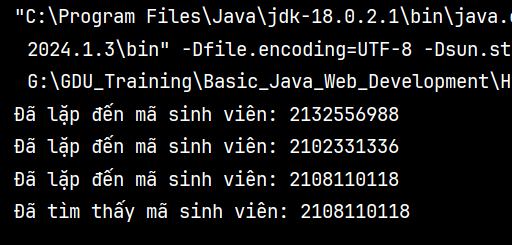 "C:\Program Files\Java\jdk-18.0.2.1\bin\java.
2024.1.3\bin" -Dfile.encoding=UTF-8 -Dsun.st
G:\GDU_Training\Basic_Java_Web_Development\H
Đã lặp đến mã sinh viên: 2132556988
Đã lặp đến mã sinh viên: 2102331336
Đã lặp đến mã sinh viên: 2108110118
Đã tìm thấy mã sinh viên: 2108110118